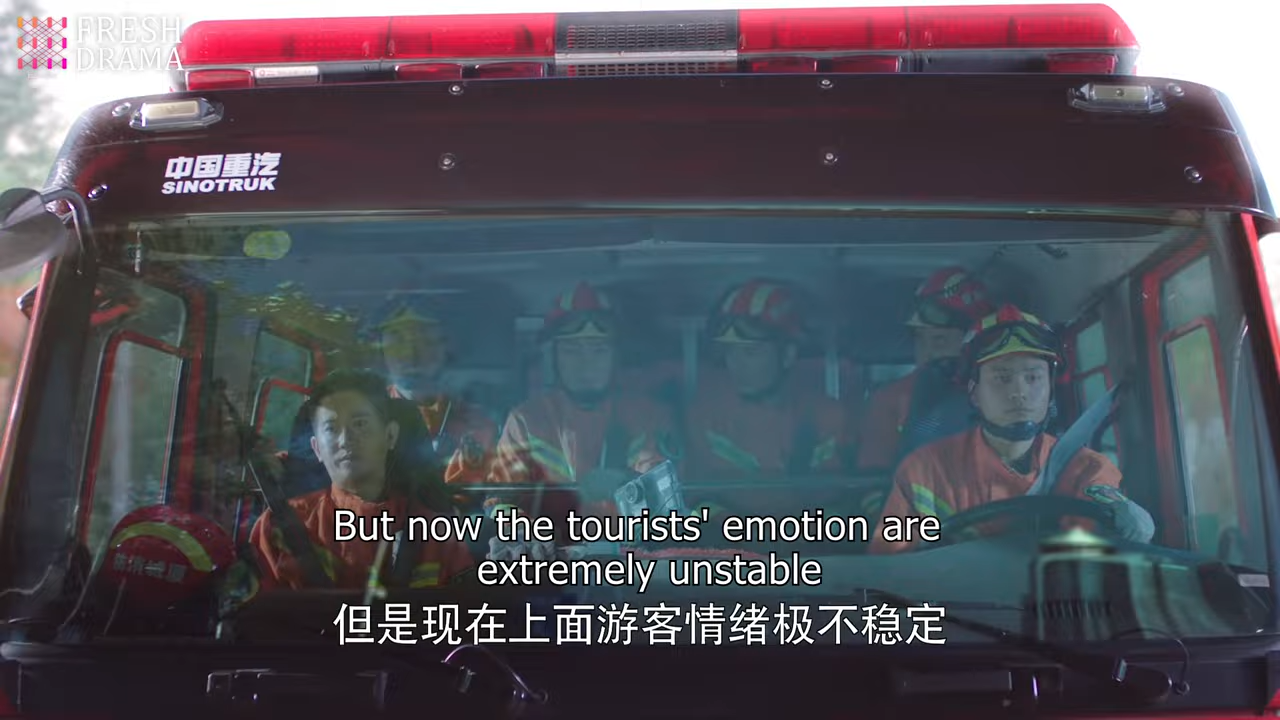 FRESH
DRAMA
中国重汽
SINOTRUK
But now the tourists' emotion are
extremely unstable
但是现在上面游客情绪极不稳定